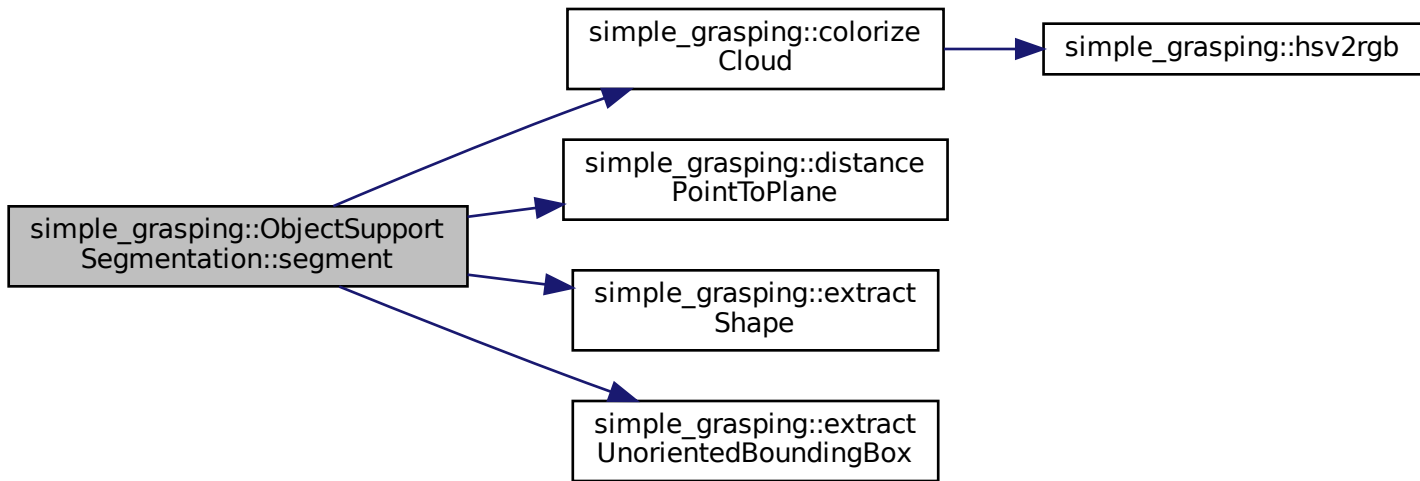 simple_grasping::ObjectSupport
Segmentation::segment
simple_grasping::colorize
Cloud
simple_grasping::hsv2rgb
simple_grasping::distance
PointToPlane
simple_grasping::extract
Shape
simple_grasping::extract
UnorientedBoundingBox